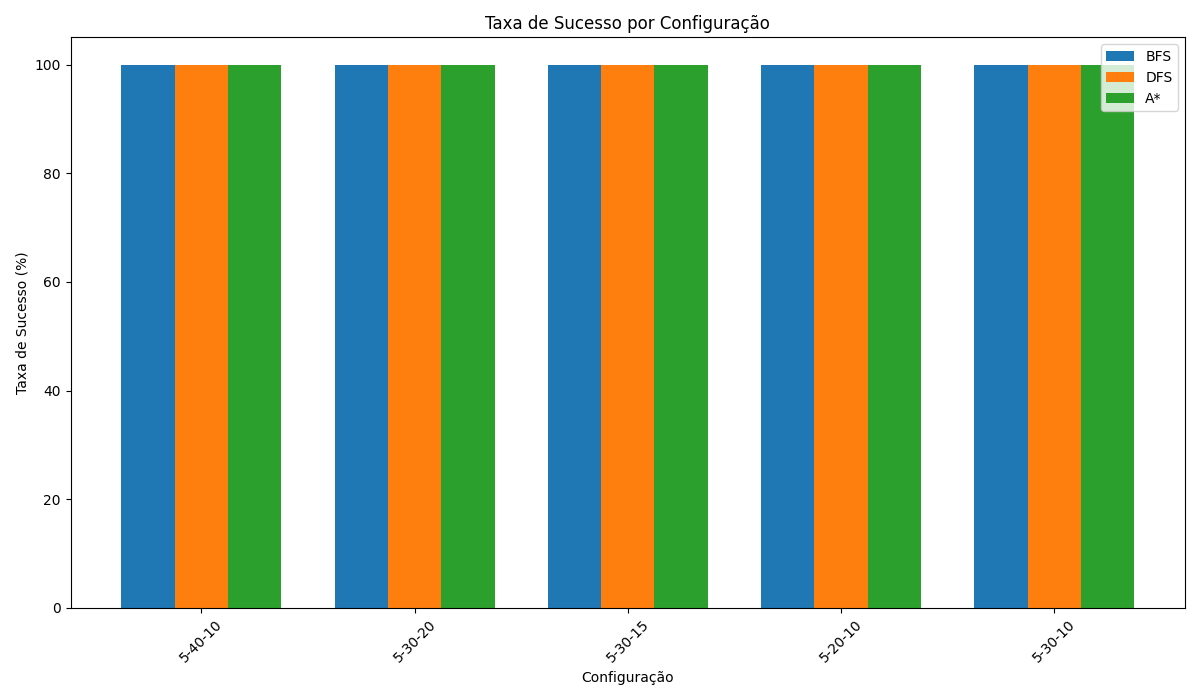 Taxa de Sucesso por Configuração
BFS
DFS
A*
Taxa de Sucesso (%)
100
80
60
40
20
0
5-40-10
5-30-20
5-30-15
5-20-10
5-30-10
Configuração